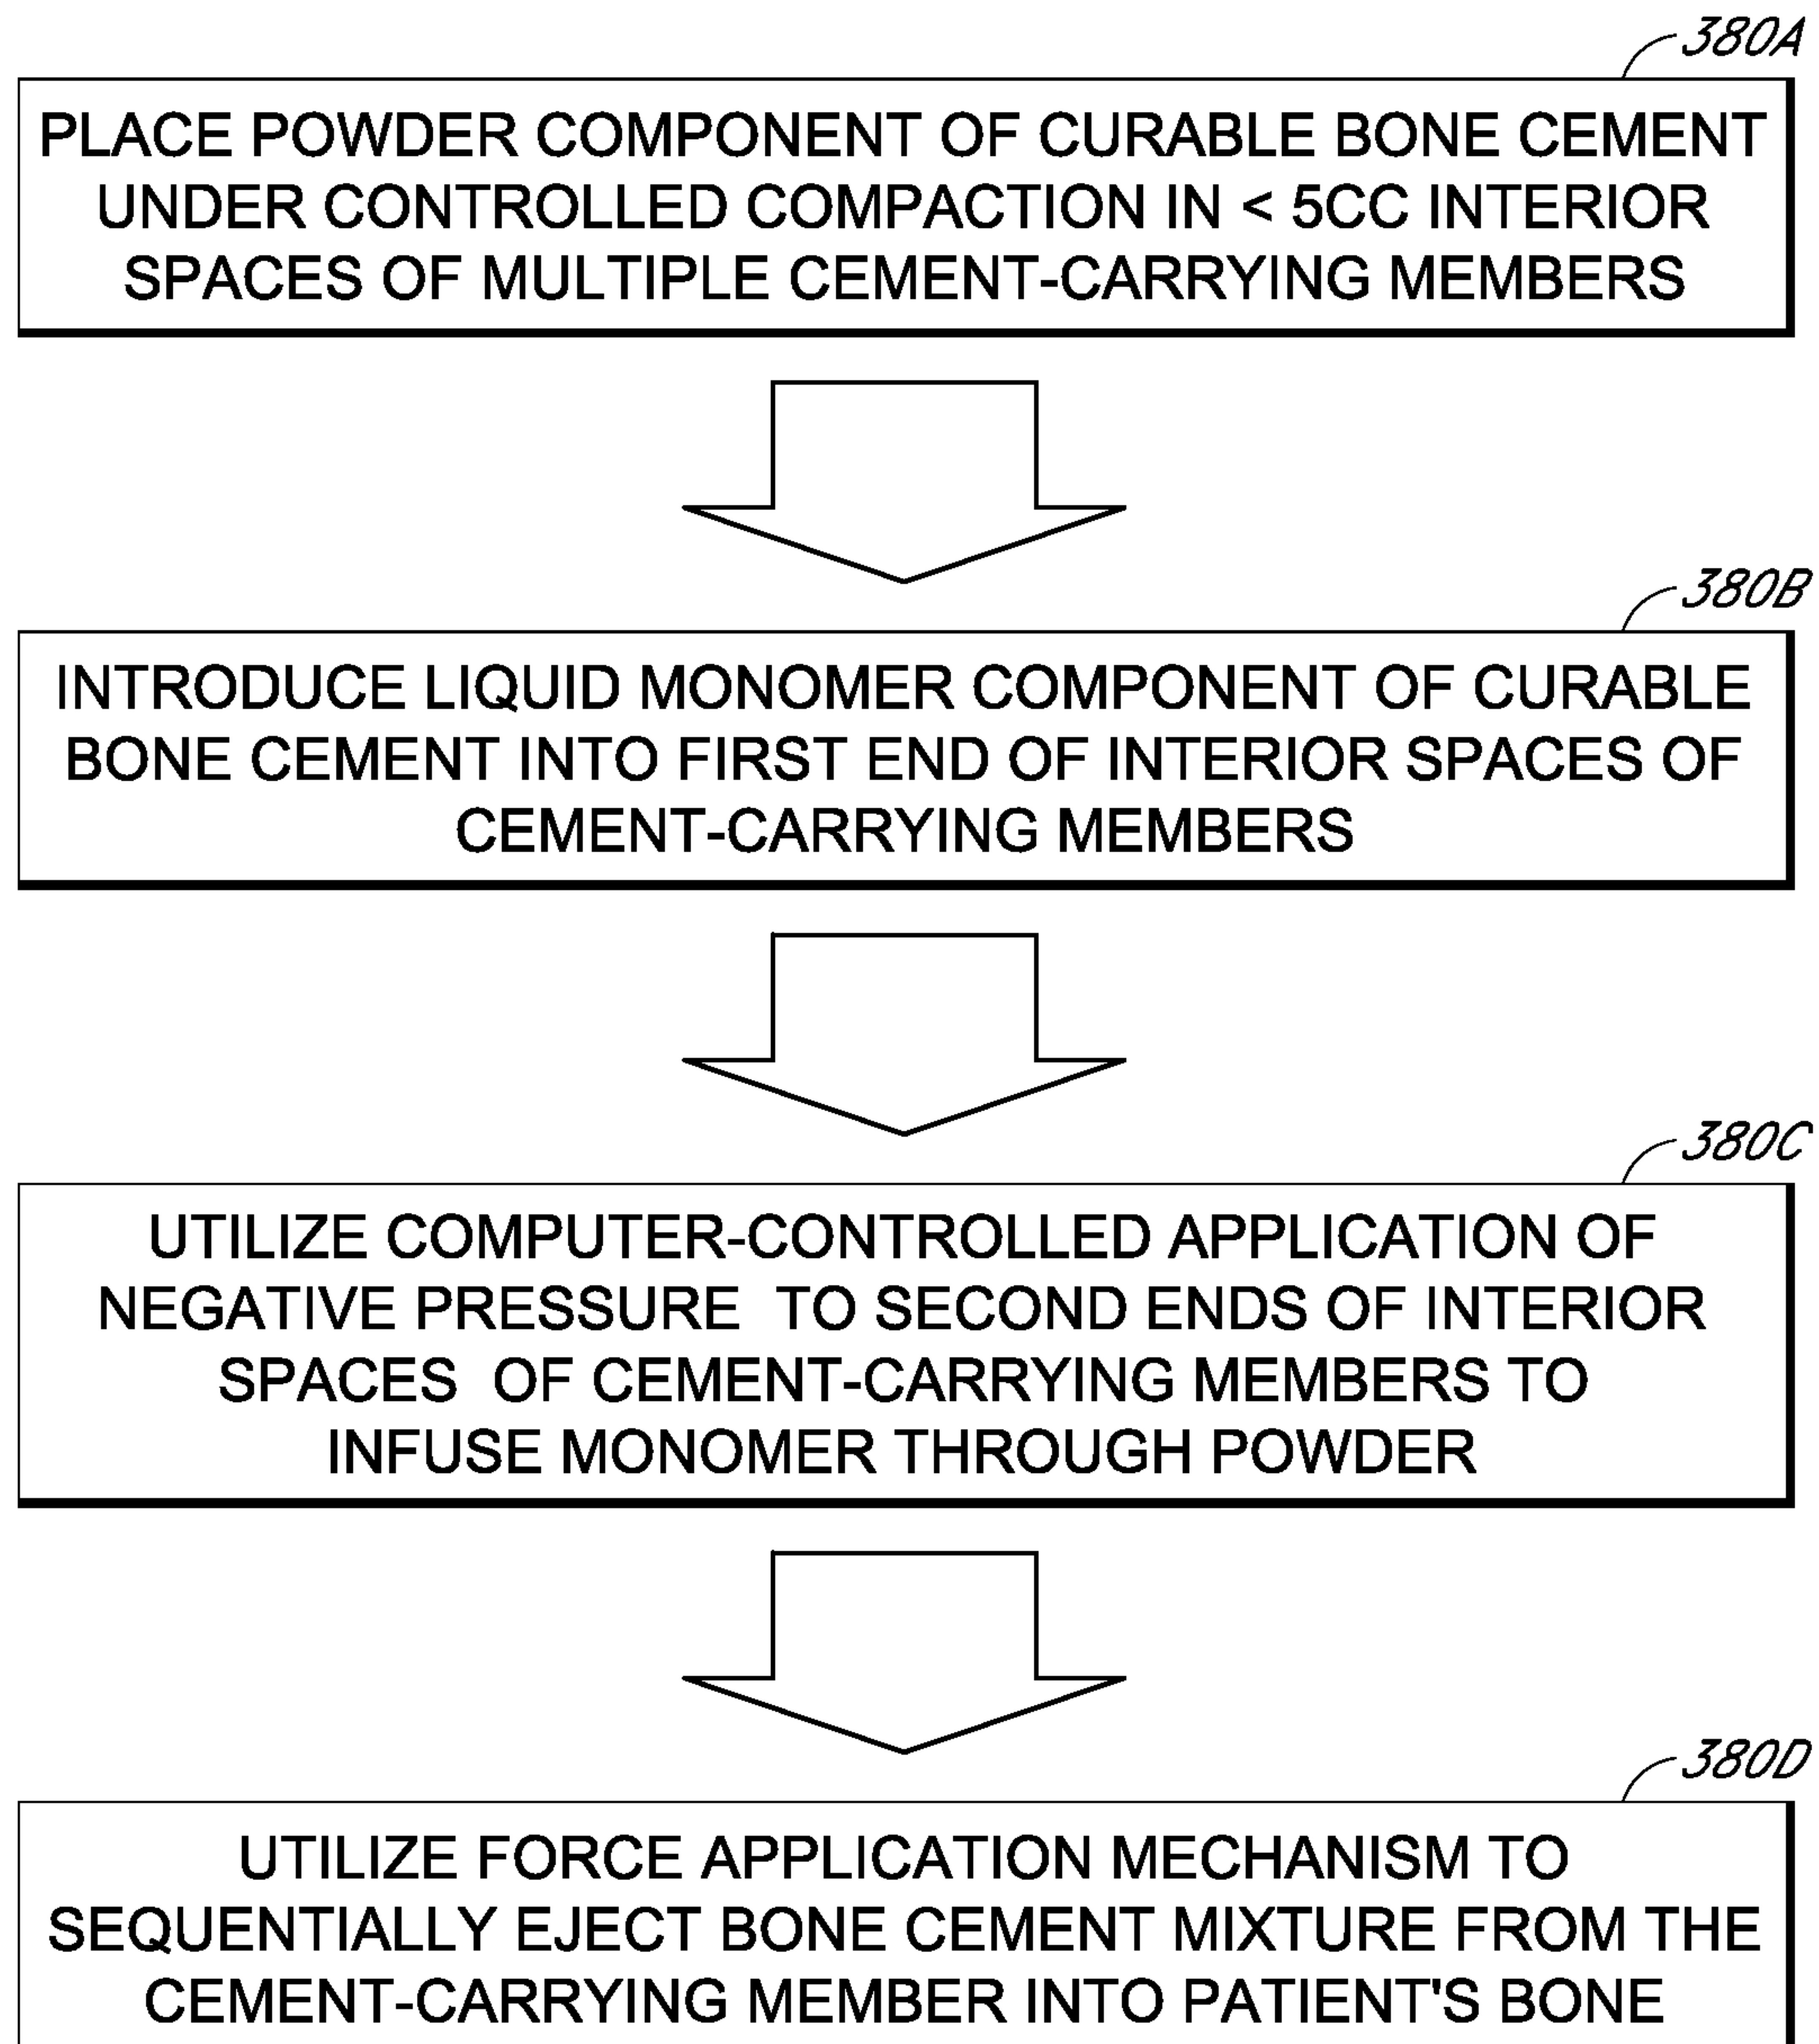 380A
PLACE POWDER COMPONENT OF CURABLE BONE CEMENT
UNDER CONTROLLED COMPACTION IN < 5CC INTERIOR
SPACES OF MULTIPLE CEMENT-CARRYING MEMBERS
380B
INTRODUCE LIQUID MONOMER COMPONENT OF CURABLE
BONE CEMENT INTO FIRST END OF INTERIOR SPACES OF
CEMENT-CARRYING MEMBERS
380C
UTILIZE COMPUTER-CONTROLLED APPLICATION OF
NEGATIVE PRESSURE TO SECOND ENDS OF INTERIOR
SPACES OF CEMENT-CARRYING MEMBERS TO
INFUSE MONOMER THROUGH POWDER
380D
UTILIZE FORCE APPLICATION MECHANISM TO
SEQUENTIALLY EJECT BONE CEMENT MIXTURE FROM THE
CEMENT-CARRYING MEMBER INTO PATIENT'S BONE